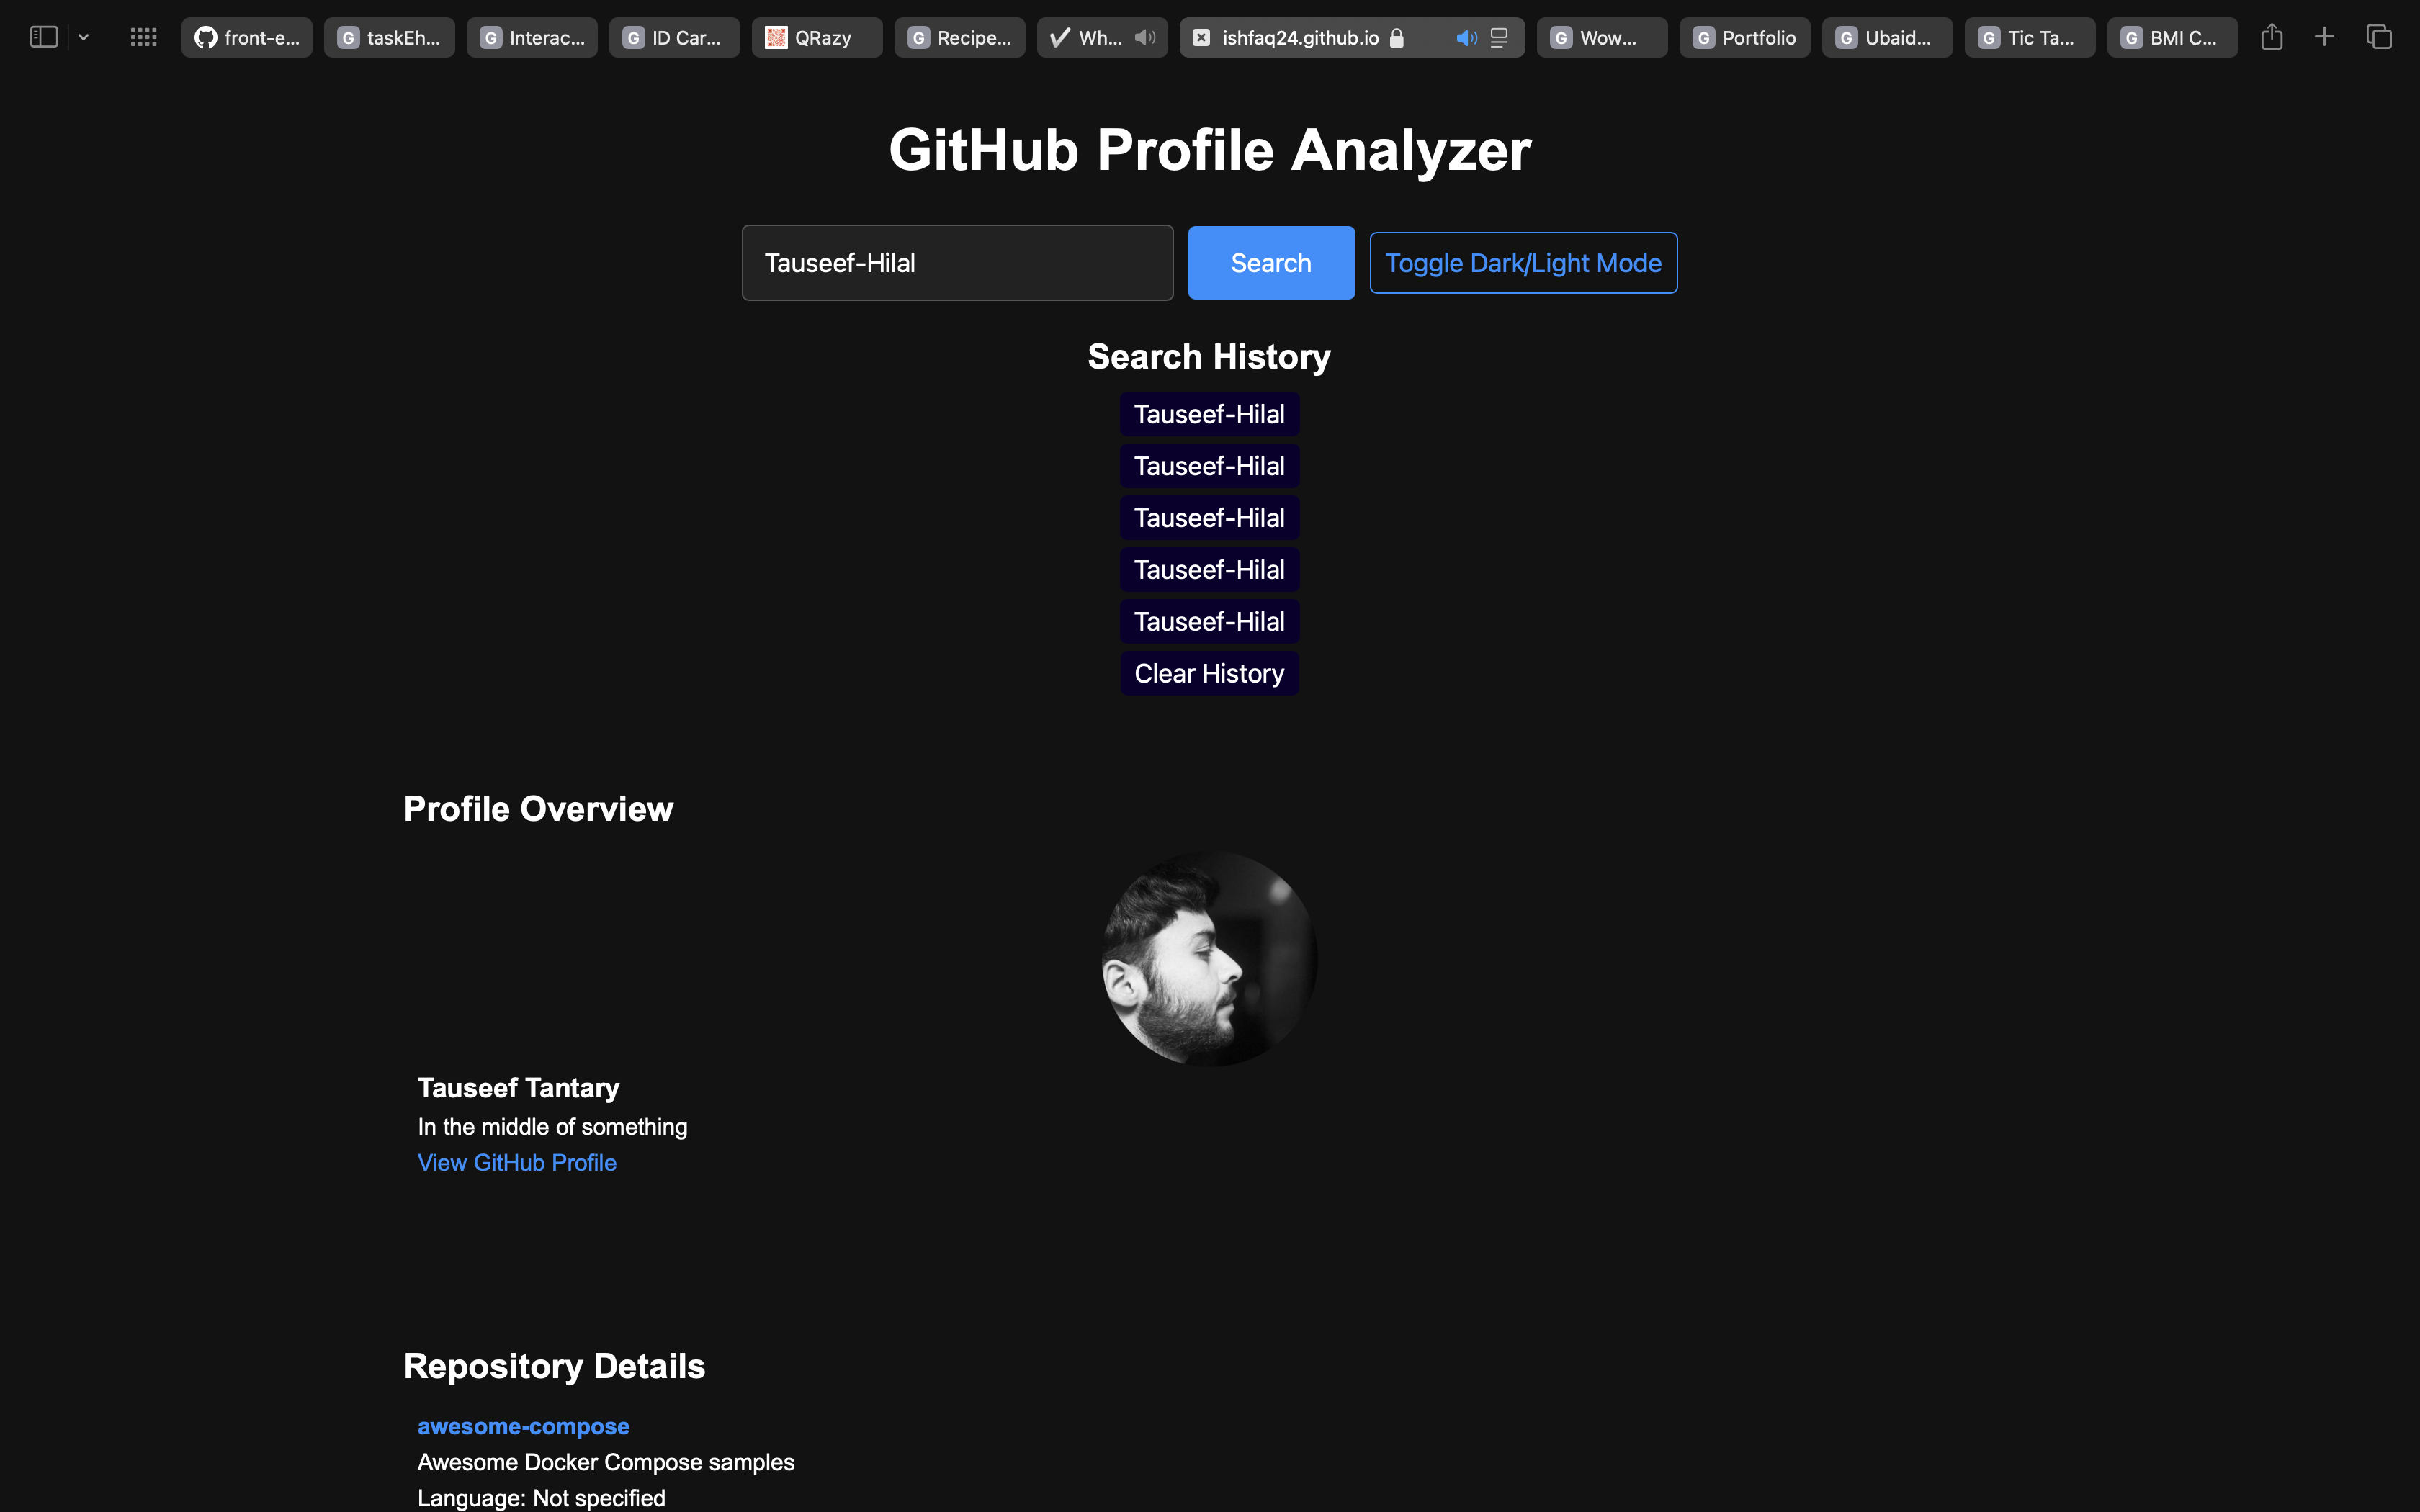 front-e... taskEh... Interac... ID Car... QRazy Recipe... Wh... ishfaq24.github.io Wow... Portfolio Ubaid... Tic Ta... BMI C...
GitHub Profile Analyzer
Tauseef-Hilal Search Toggle Dark/Light Mode
Search History
Tauseef-Hilal
Tauseef-Hilal
Tauseef-Hilal
Tauseef-Hilal
Tauseef-Hilal
Clear History
Profile Overview
Tauseef Tantary
In the middle of something
View GitHub Profile
Repository Details
awesome-compose
Awesome Docker Compose samples
Language: Not specified